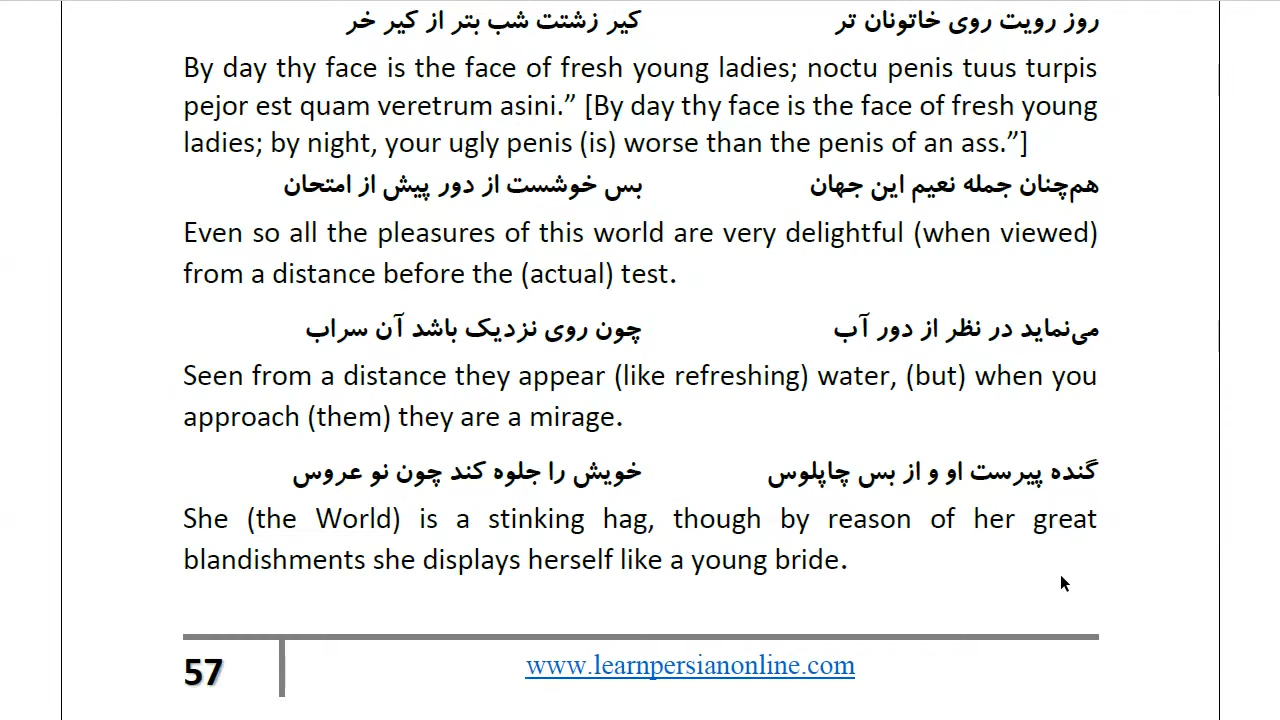 روز رویت روی خاتونان تر کیر زشتت شب بتر از کیر خر
By day thy face is the face of fresh young ladies; noctu penis tuus turpis
pejor est quam veretrum asini.” [By day thy face is the face of fresh young
ladies; by night, your ugly penis (is) worse than the penis of an ass.”]
هم‌چنان جمله نعیم این جهان بس خوشست از دور پیش از امتحان
Even so all the pleasures of this world are very delightful (when viewed)
from a distance before the (actual) test.
می‌نماید در نظر از دور آب چون روی نزدیک باشد آن سراب
Seen from a distance they appear (like refreshing) water, (but) when you
approach (them) they are a mirage.
گنده پیرست او و از بس چاپلوس خویش را جلوه کند چون نو عروس
She (the World) is a stinking hag, though by reason of her great
blandishments she displays herself like a young bride.
57 www.learnpersianonline.com